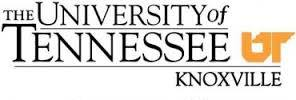 THE UNIVERSITY of
TENNESSEE UT
KNOXVILLE